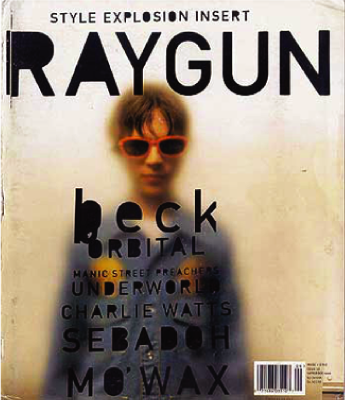 STYLE EXPLOSION INSERT
RAYGUN
beck
ORBITAL
MANIC STREET PREACHERS
UNDERWORLD
CHARLIE WATTS
SEBADOH
MO'WAX